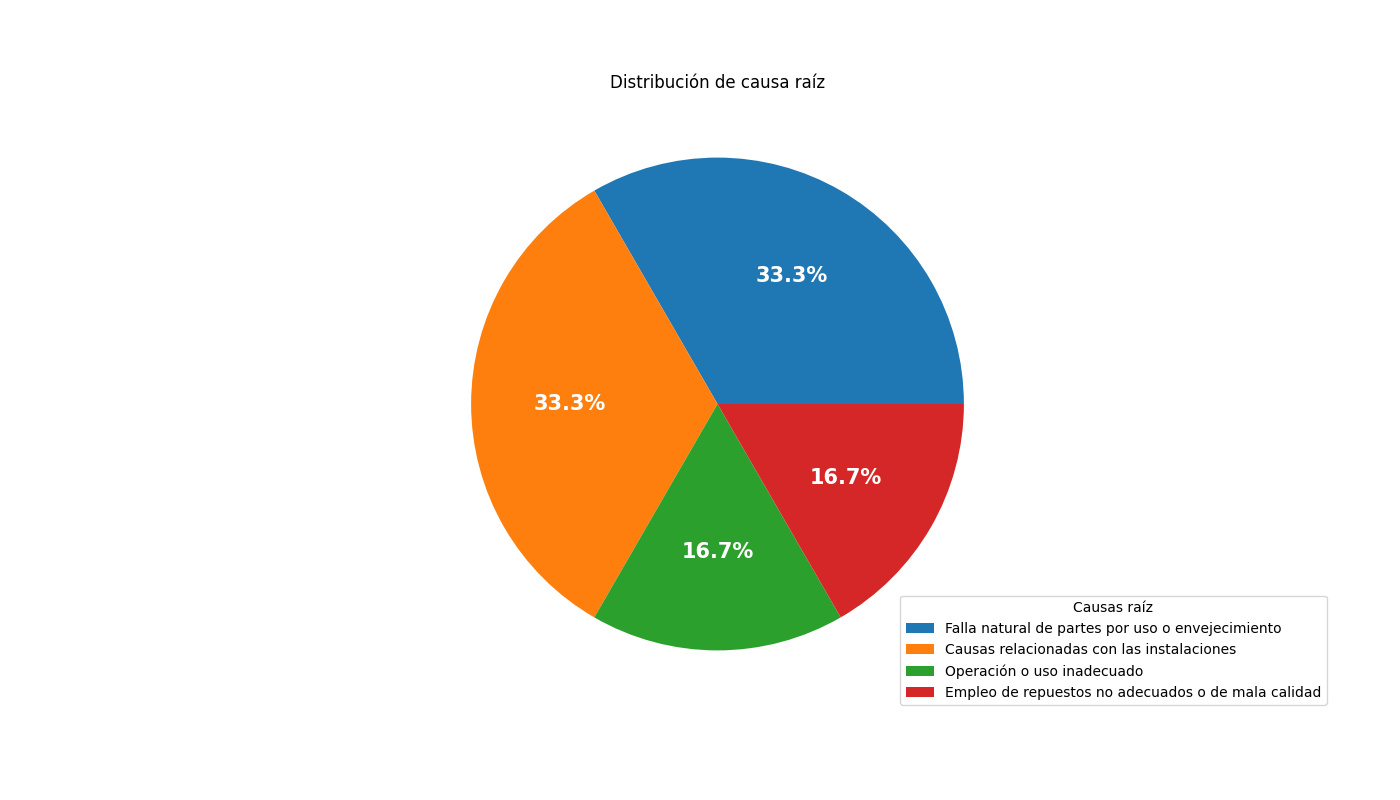 Distribución de causa raíz
33.3%
33.3%
16.7%
16.7%
Causas raíz
Falla natural de partes por uso o envejecimiento
Causas relacionadas con las instalaciones
Operación o uso inadecuado
Empleo de repuestos no adecuados o de mala calidad